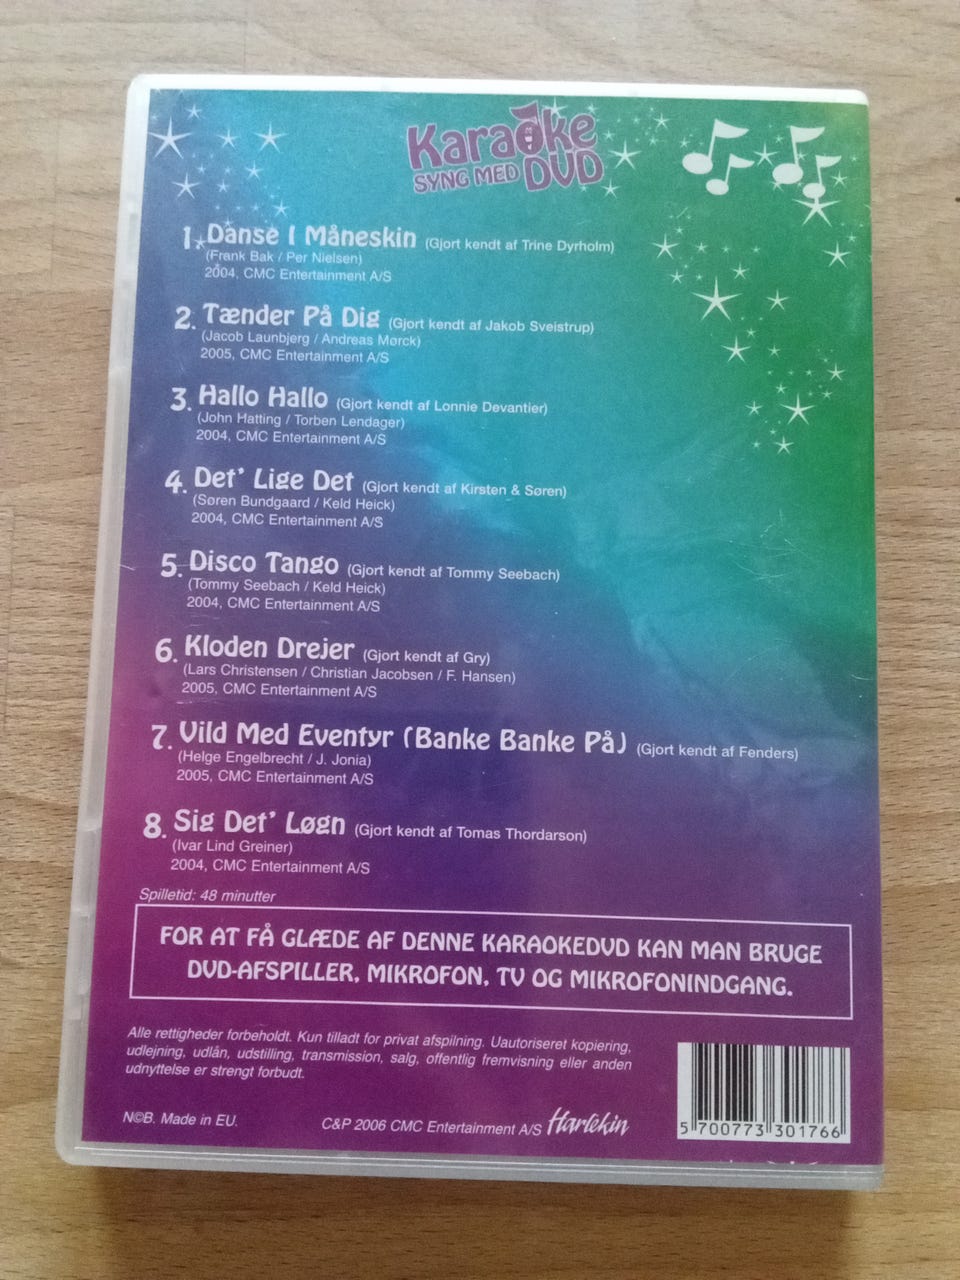 Karaoke
SYNG MED DVD
1. Danse I Måneskin (Gjort kendt af Trine Dyrholm)
(Frank Bak / Per Nielsen)
2004, CMC Entertainment A/S
2. Tænder På Dig (Gjort kendt af Jakob Sveistrup)
(Jacob Launbjerg / Andreas Mørck)
2005, CMC Entertainment A/S
3. Hallo Hallo (Gjort kendt af Lonnie Devantier)
(John Hatting / Torben Lendager)
2004, CMC Entertainment A/S
4. Det' Lige Det (Gjort kendt af Kirsten & Søren)
(Søren Bundgaard / Keld Heick)
2004, CMC Entertainment A/S
5. Disco Tango (Gjort kendt af Tommy Seebach)
(Tommy Seebach / Keld Heick)
2004, CMC Entertainment A/S
6. Kloden Drejer (Gjort kendt af Gry)
(Lars Christensen / Christian Jacobsen / F. Hansen)
2005, CMC Entertainment A/S
7. Vild Med Eventyr (Banke Banke På) (Gjort kendt af Fenders)
(Helge Engelbrecht / J. Jonia)
2005, CMC Entertainment A/S
8. Sig Det' Løgn (Gjort kendt af Tomas Thordarson)
(Ivar Lind Greiner)
2004, CMC Entertainment A/S
Spilletid: 48 minutter
FOR AT FÅ GLÆDE AF DENNE KARAOKEDVD KAN MAN BRUGE
DVD-AFSPILLER, MIKROFON, TV OG MIKROFONINDGANG.
Alle rettigheder forbeholdt. Kun tilladt for privat afspilning. Uautoriseret kopiering,
udlejning, udlån, udstilling, transmission, salg, offentlig fremvisning eller anden
udnyttelse er strengt forbudt.
N©B. Made in EU.
C&P 2006 CMC Entertainment A/S Harlekin
5 700773 301766